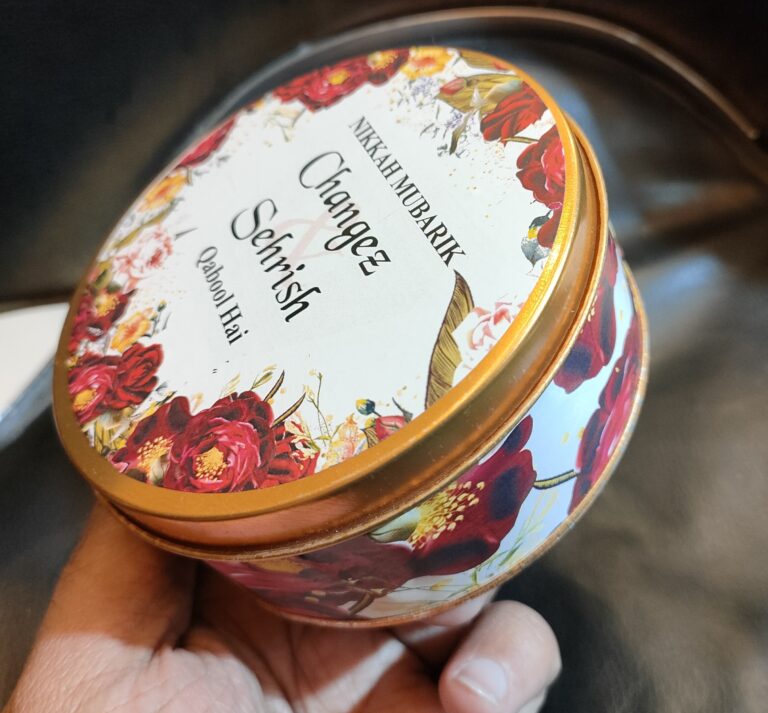 NIKKAH MUBARIK
Changez
&
Sehrish
Qabool Hai